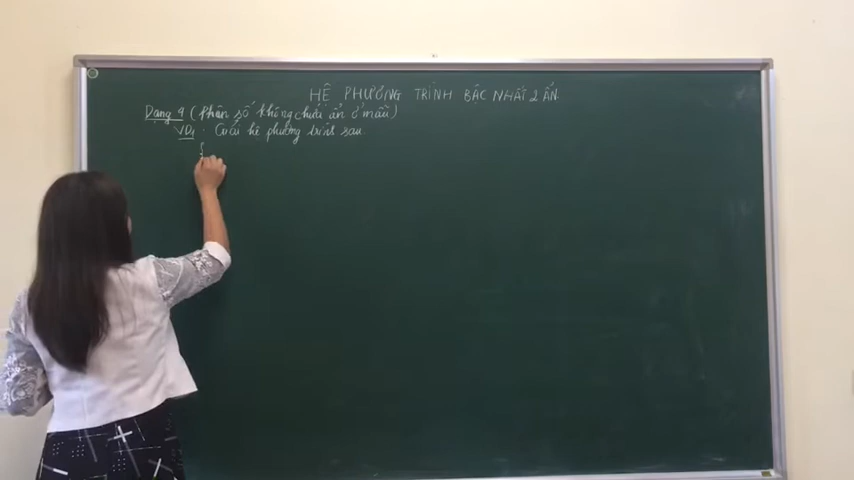 HỆ PHƯƠNG TRÌNH BẬC NHẤT 2 ẨN
Dạng 4 (Phân số không chứa ẩn ở mẫu)
VD: Giải hệ phương trình sau
{